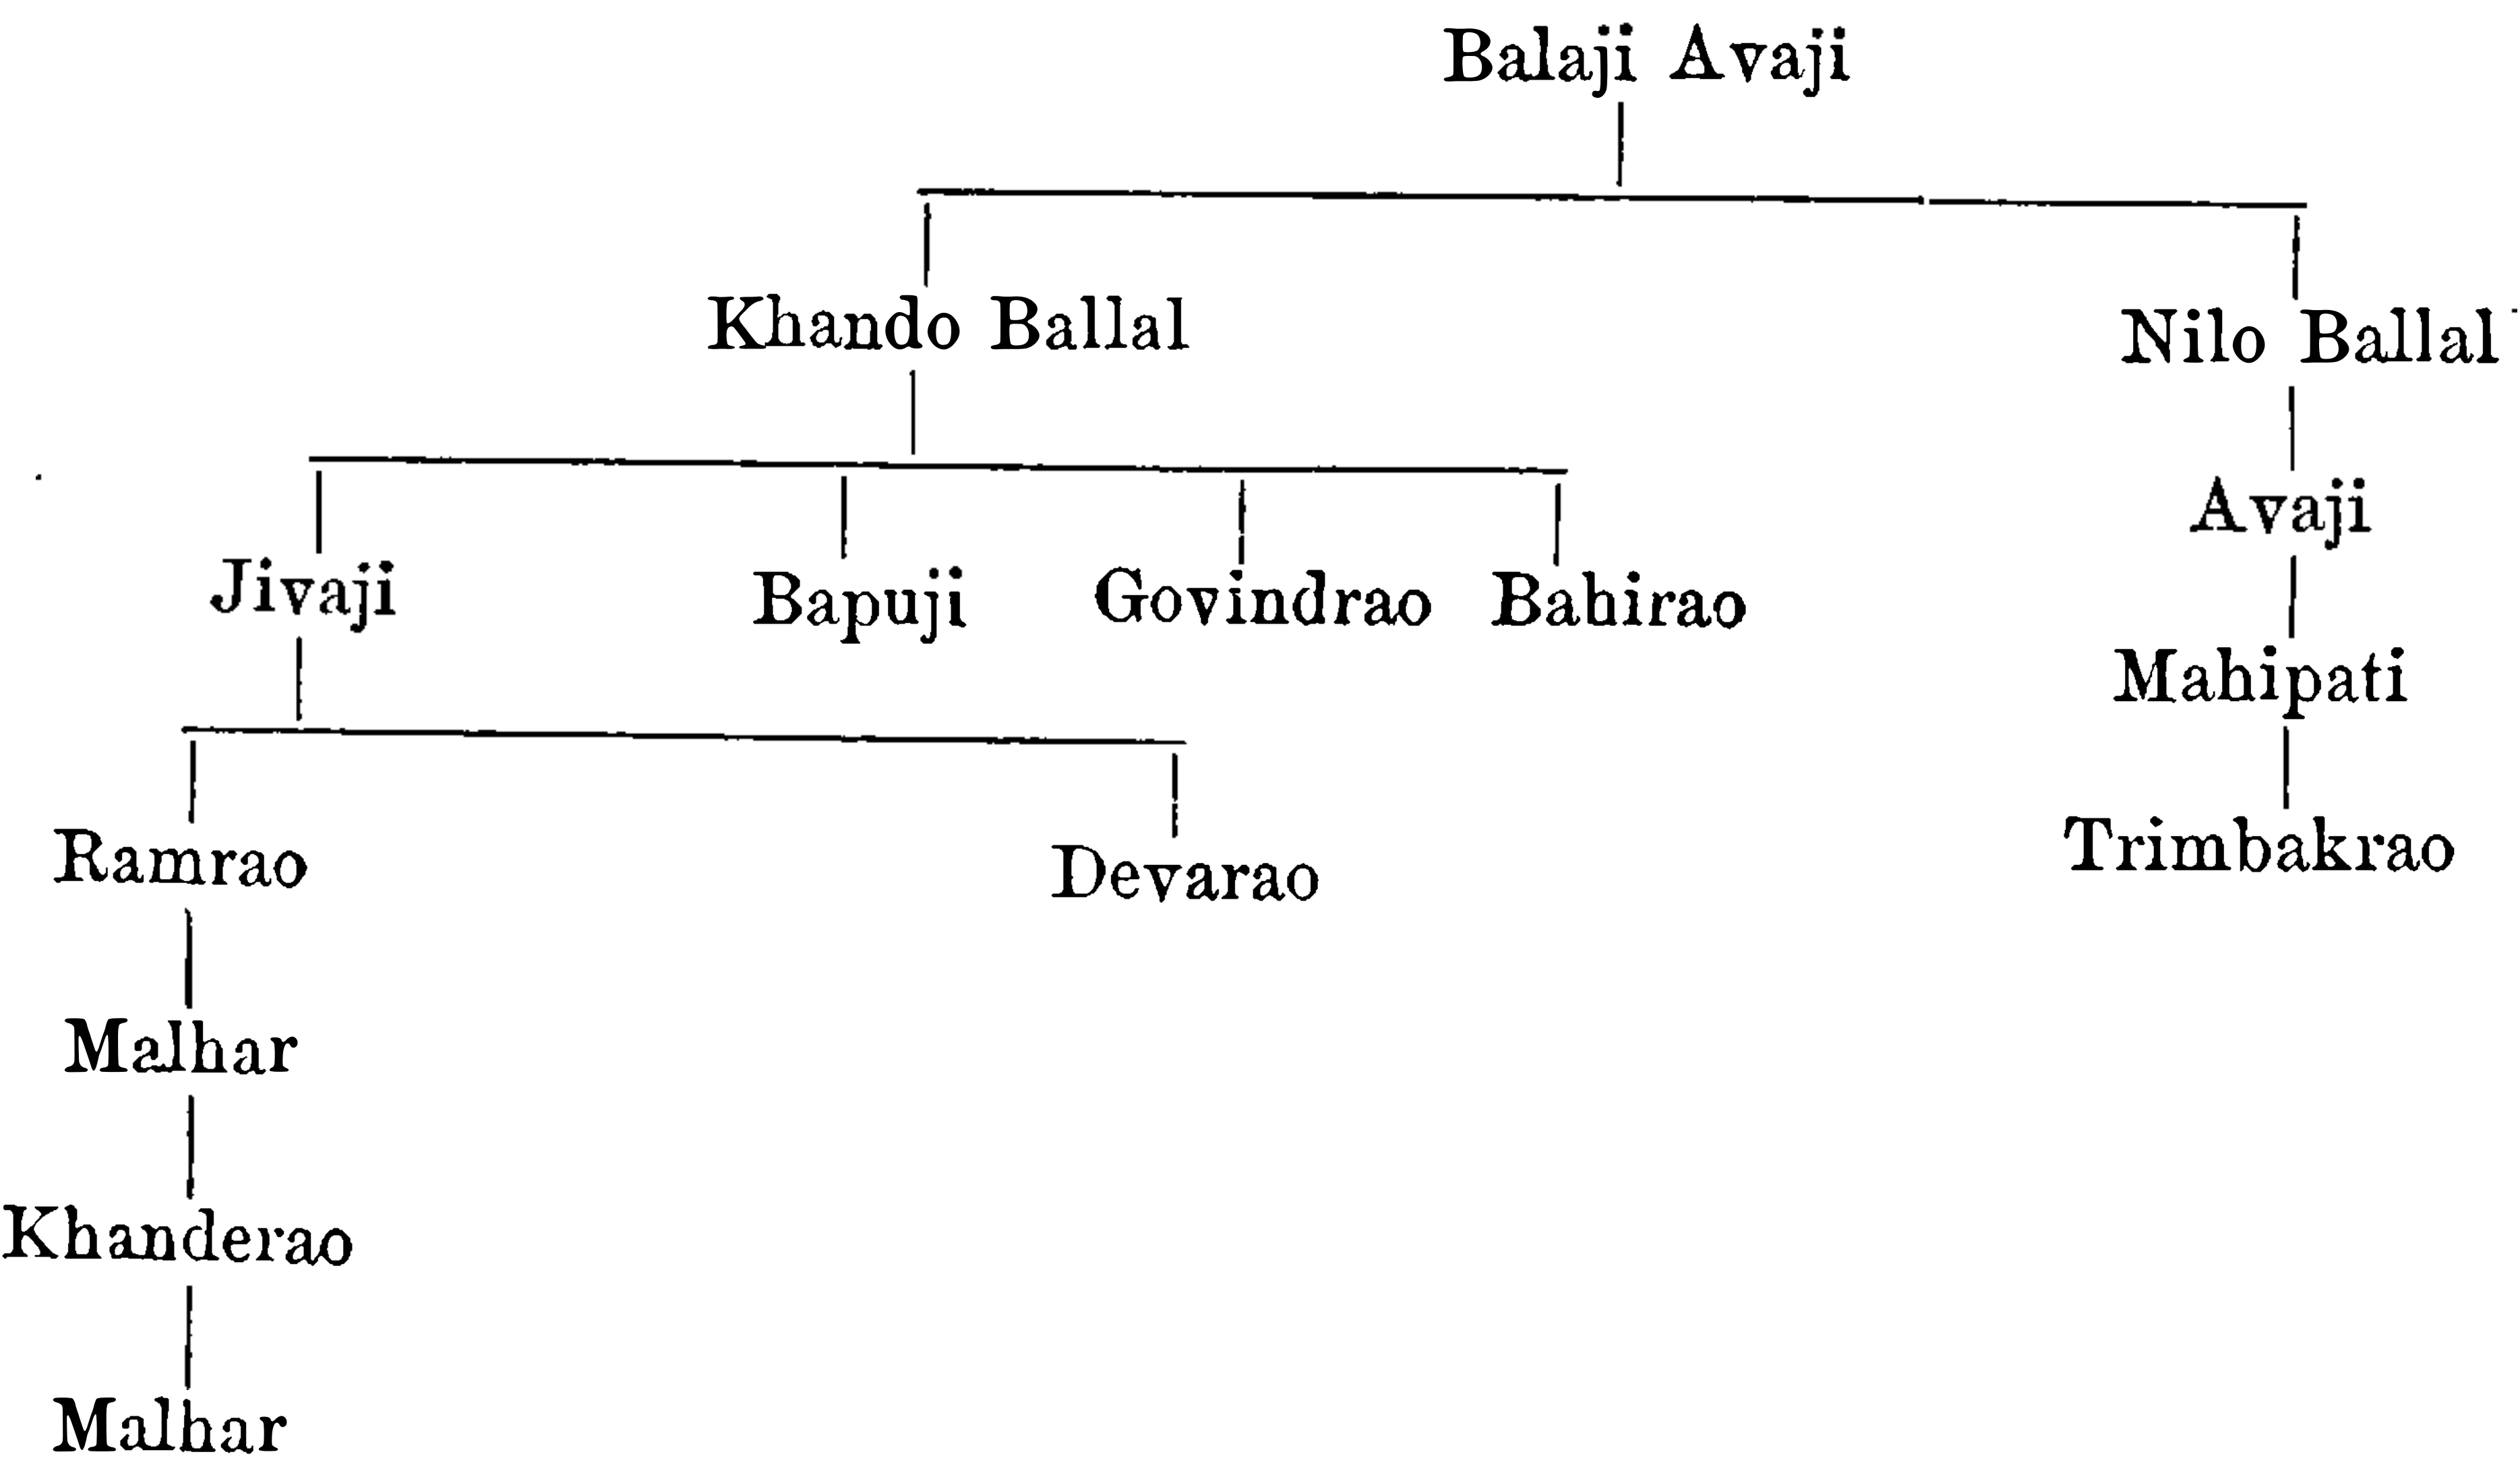 Balaji Avaji
Khando Ballal Nilo Ballal
Avaji
Jivaji Bapuji Govindrao Bahirao
Mahipati
Ramrao Devarao Trimbakrao
Malhar
Khanderao
Malhar